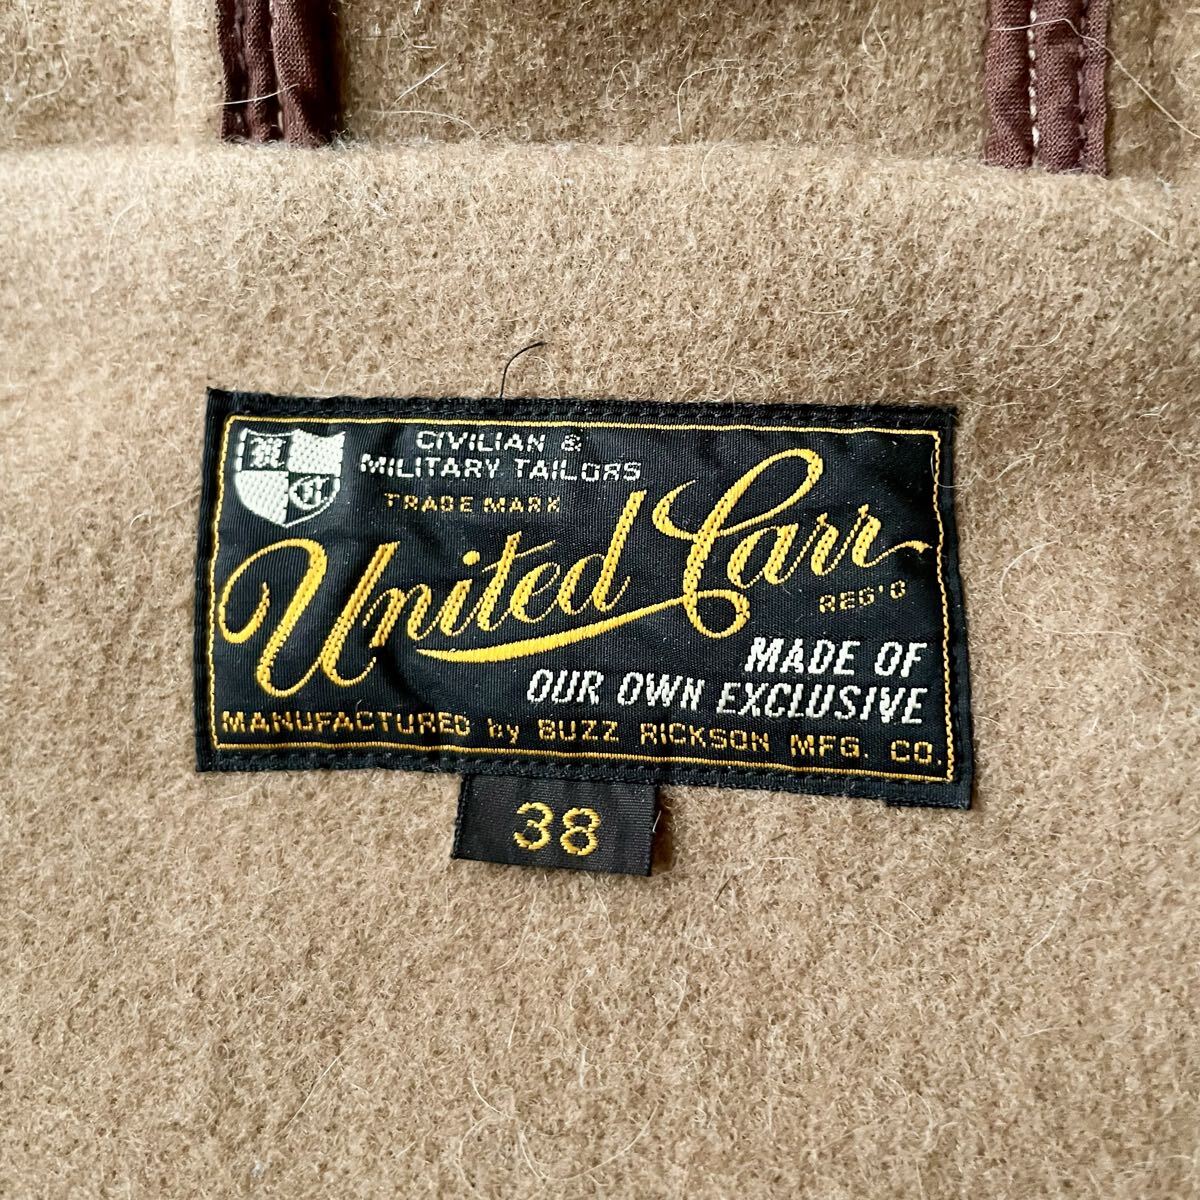 CIVILIAN &
MILITARY TAILORS
TRADE MARK
United Carr
REG'D
MADE OF
OUR OWN EXCLUSIVE
MANUFACTURED by BUZZ RICKSON MFG. CO.
38